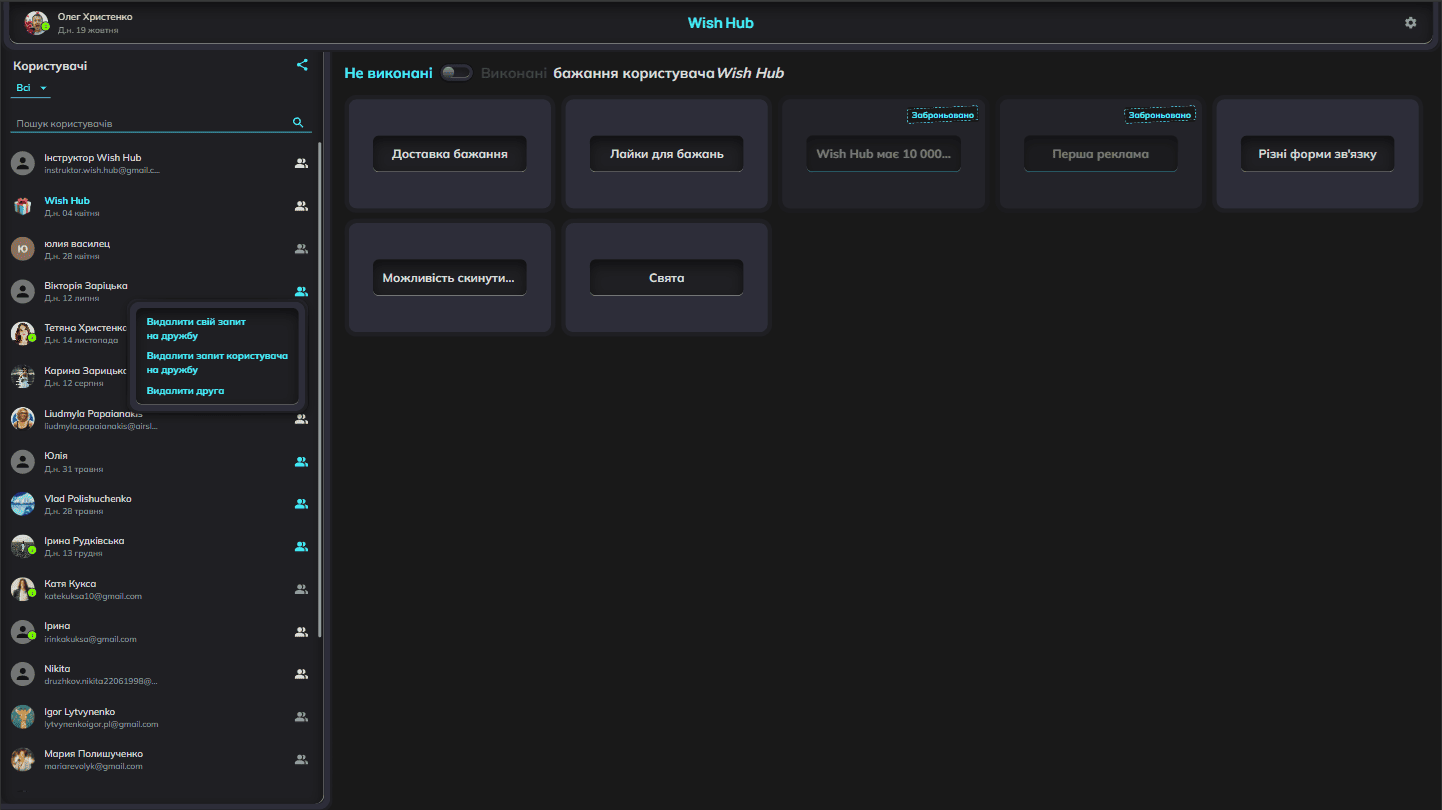 Олег Христенко
Д.н. 19 жовтня
Wish Hub
Користувачі
Всі
Пошук користувачів
Інструктор Wish Hub
instruktor.wish.hub@gmail.c...
Wish Hub
Д.н. 04 квітня
Ю
юлия василец
Д.н. 28 квітня
Вікторія Заріцька
Д.н. 12 липня
Тетяна Христенко
Д.н. 14 листопада
Карина Зарицька
Д.н. 12 серпня
Видалити свій запит
на дружбу
Видалити запит користувача
на дружбу
Видалити друга
Liudmyla Papaianakis
liudmyla.papaianakis@airsl...
Юлія
Д.н. 31 травня
Vlad Polishuchenko
Д.н. 28 травня
Ірина Рудківська
Д.н. 13 грудня
Катя Кукса
katekuksa10@gmail.com
Ірина
irinkakuksa@gmail.com
Nikita
druzhkov.nikita22061998@...
Igor Lytvynenko
lytvynenkoigor.pl@gmail.com
Мария Полишученко
mariarevolyk@gmail.com
Не виконані Виконані бажання користувача Wish Hub
Доставка бажання
Лайки для бажань
Заброньовано
Wish Hub має 10 000...
Заброньовано
Перша реклама
Різні форми зв'язку
Можливість скинути...
Свята